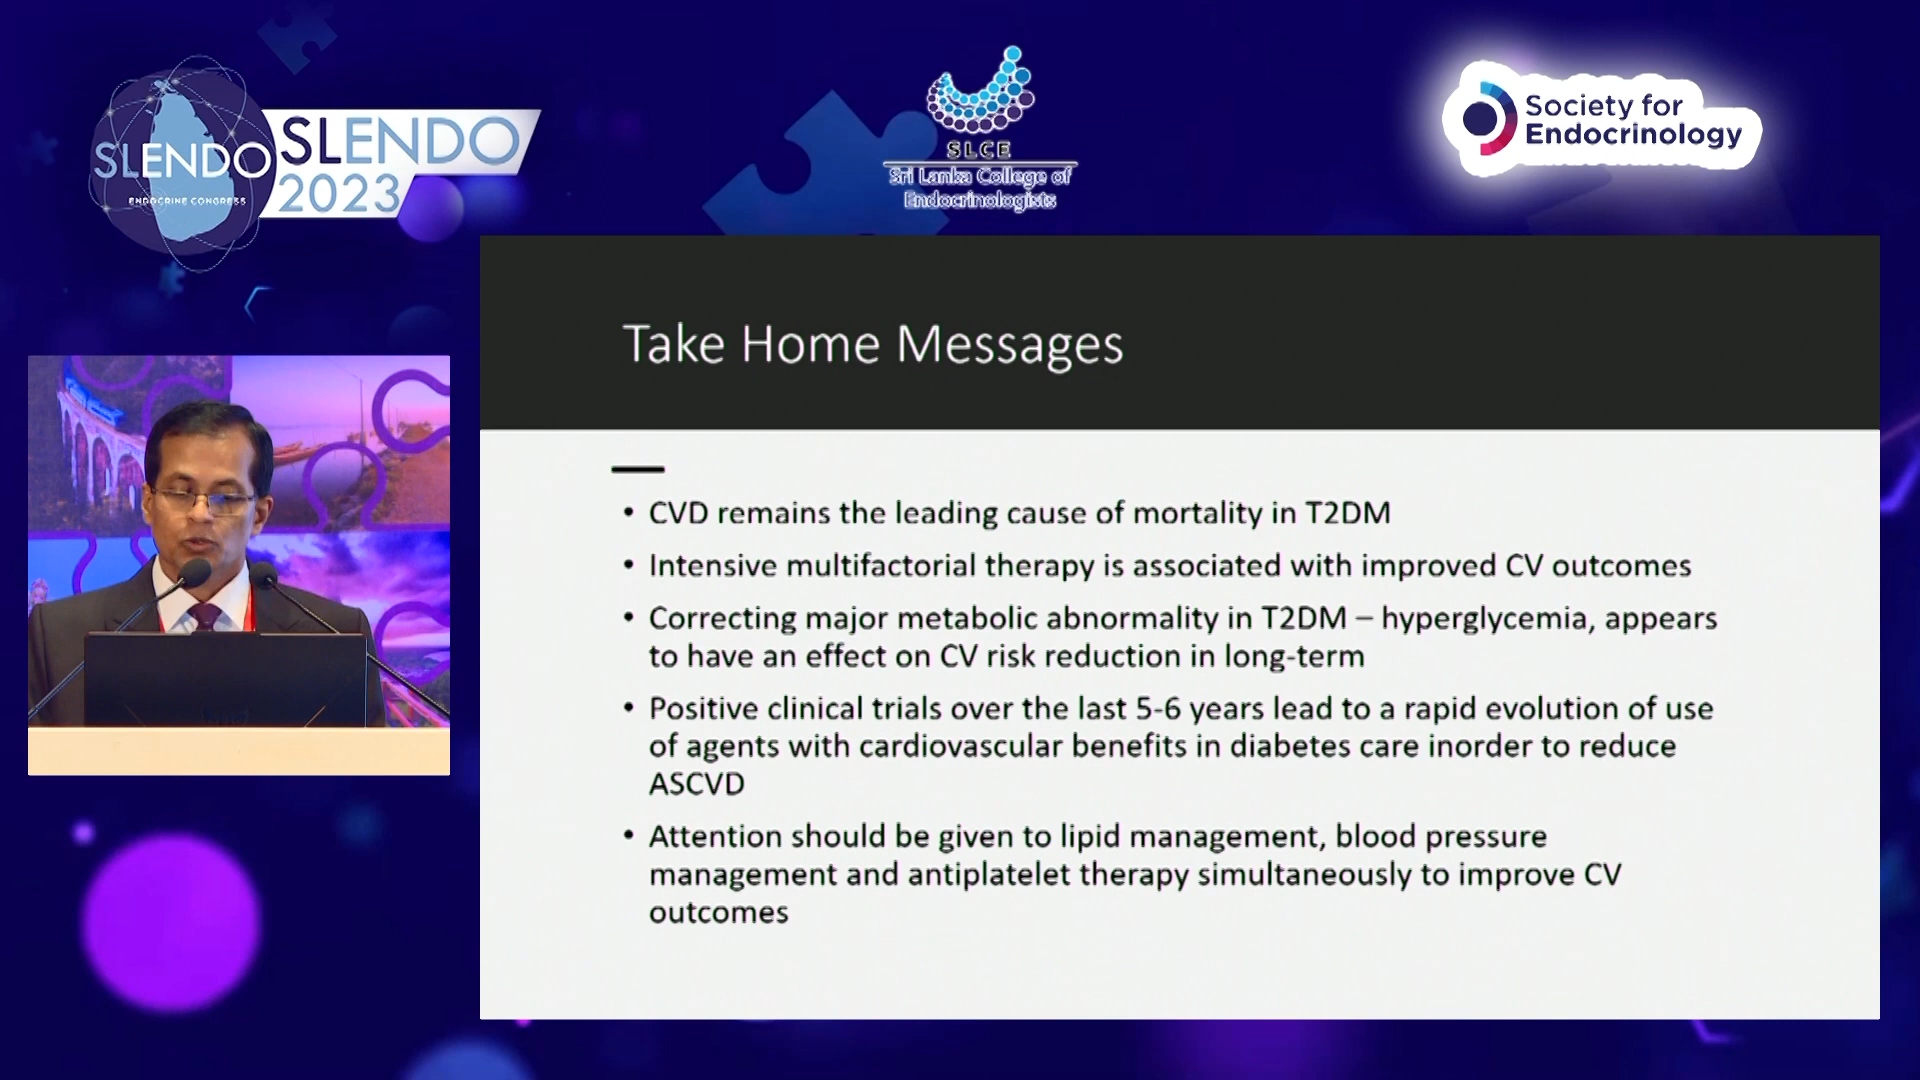 SLENDO
ENDOCRINE CONGRESS
SLENDO
2023
SLCE
Sri Lanka College of
Endocrinologists
Society for
Endocrinology
Take Home Messages
• CVD remains the leading cause of mortality in T2DM
• Intensive multifactorial therapy is associated with improved CV outcomes
• Correcting major metabolic abnormality in T2DM – hyperglycemia, appears
to have an effect on CV risk reduction in long-term
• Positive clinical trials over the last 5-6 years lead to a rapid evolution of use
of agents with cardiovascular benefits in diabetes care inorder to reduce
ASCVD
• Attention should be given to lipid management, blood pressure
management and antiplatelet therapy simultaneously to improve CV
outcomes